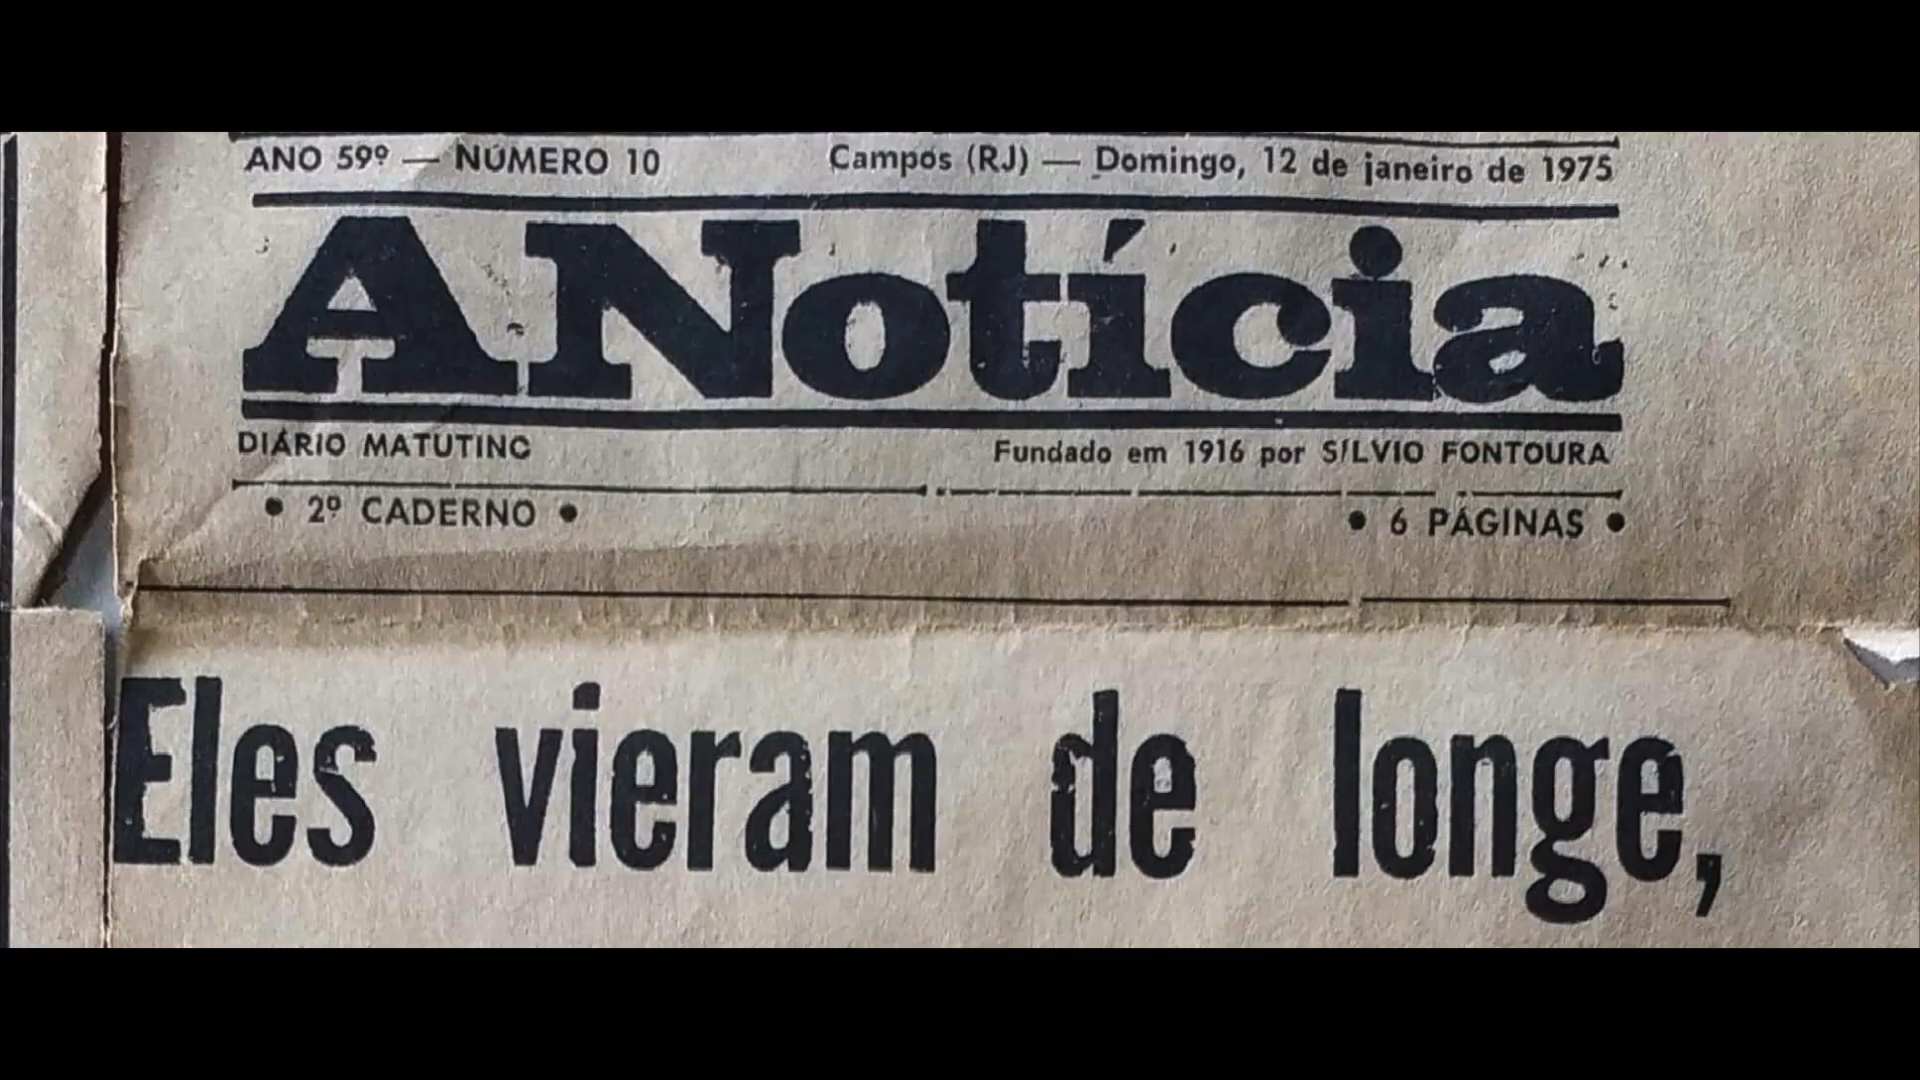 ANO 59º — NÚMERO 10 Campos (RJ) — Domingo, 12 de janeiro de 1975
A Notícia
DIÁRIO MATUTINO Fundado em 1916 por SÍLVIO FONTOURA
• 2º CADERNO • • 6 PÁGINAS •
Eles vieram de longe,